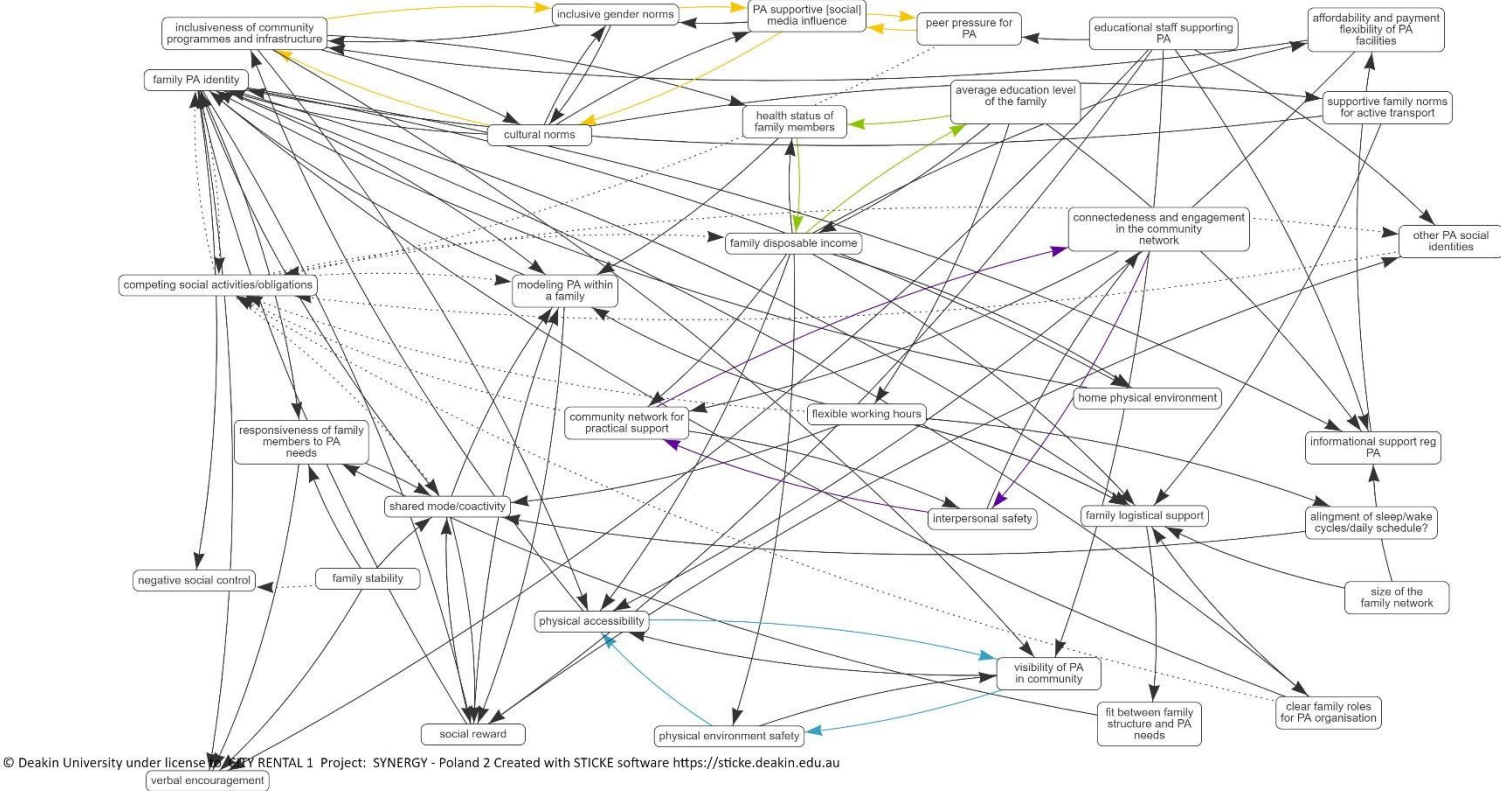 inclusiveness of community
programmes and infrastructure
inclusive gender norms
PA supportive [social]
media influence
peer pressure for
PA
educational staff supporting
PA
affordability and payment
flexibility of PA
facilities
family PA identity
cultural norms
health status of
family members
average education level
of the family
supportive family norms
for active transport
connectedeness and engagement
in the community
network
other PA social
identities
family disposable income
competing social activities/obligations
modeling PA within
a family
home physical environment
flexible working hours
community network for
practical support
responsiveness of family
members to PA
needs
informational support reg
PA
shared mode/coactivity
interpersonal safety
family logistical support
alingment of sleep/wake
cycles/daily schedule?
negative social control
family stability
size of the
family network
physical accessibility
visibility of PA
in community
fit between family
structure and PA
needs
clear family roles
for PA organisation
social reward
physical environment safety
© Deakin University under license to CITY RENTAL 1 Project: SYNERGY - Poland 2 Created with STICKE software https://sticke.deakin.edu.au
verbal encouragement